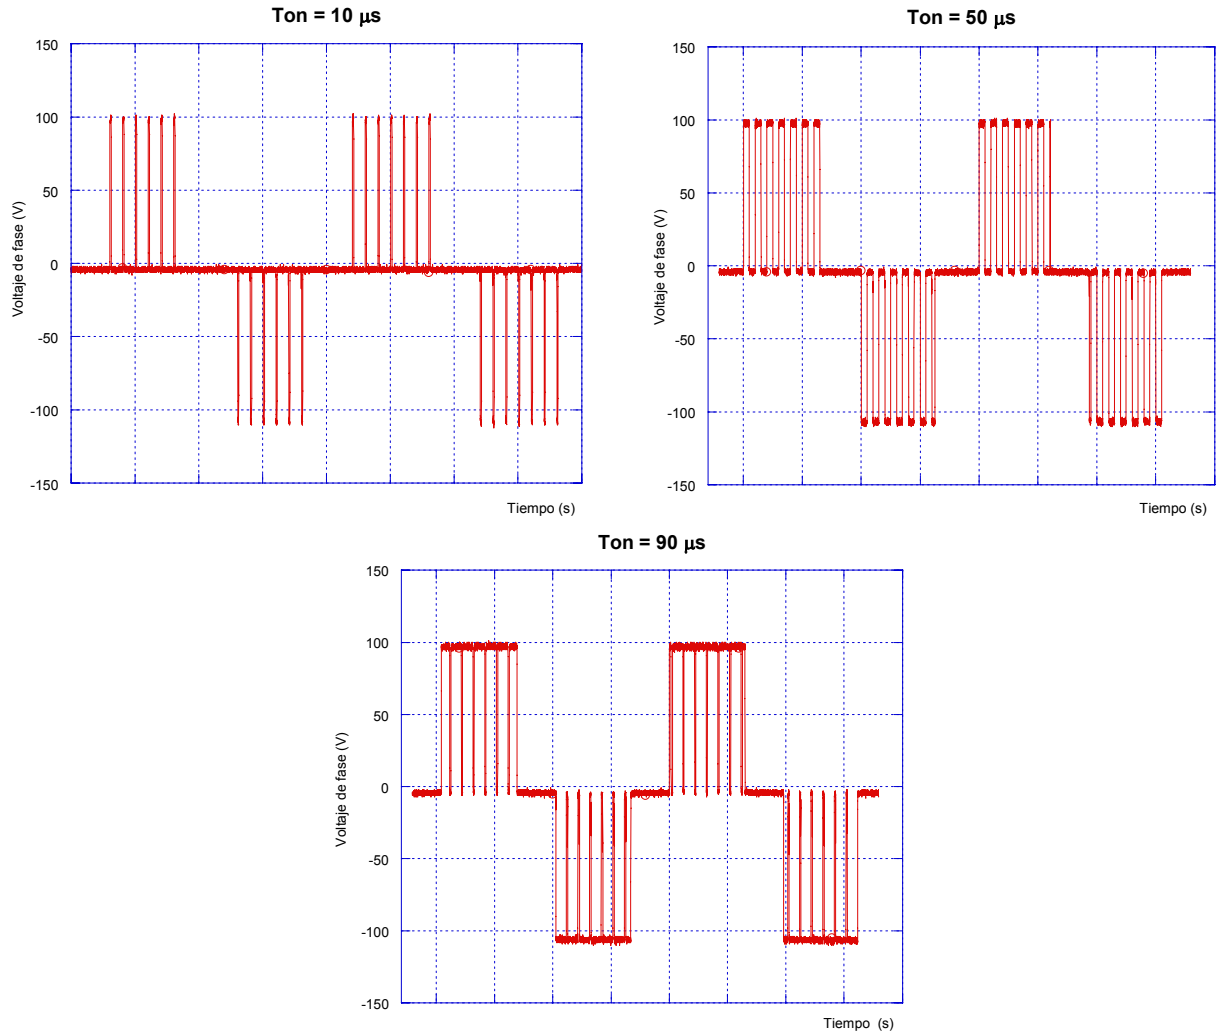 Ton = 10 μs
150
100
50
0
-50
-100
-150
Voltaje de fase (V)
Tiempo (s)
Ton = 50 μs
150
100
50
0
-50
-100
-150
Voltaje de fase (V)
Tiempo (s)
Ton = 90 μs
150
100
50
0
-50
-100
-150
Voltaje de fase (V)
Tiempo (s)